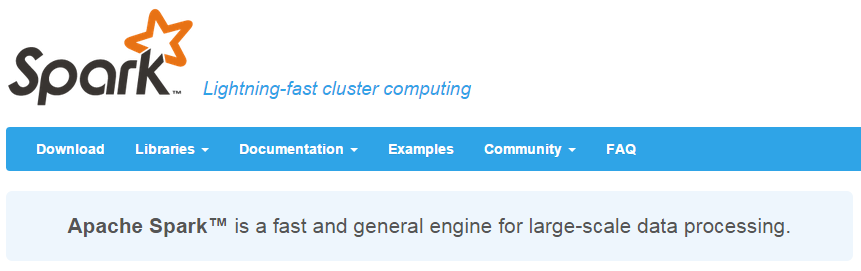 Spark™ Lightning-fast cluster computing
Download Libraries Documentation Examples Community FAQ
Apache Spark™ is a fast and general engine for large-scale data processing.